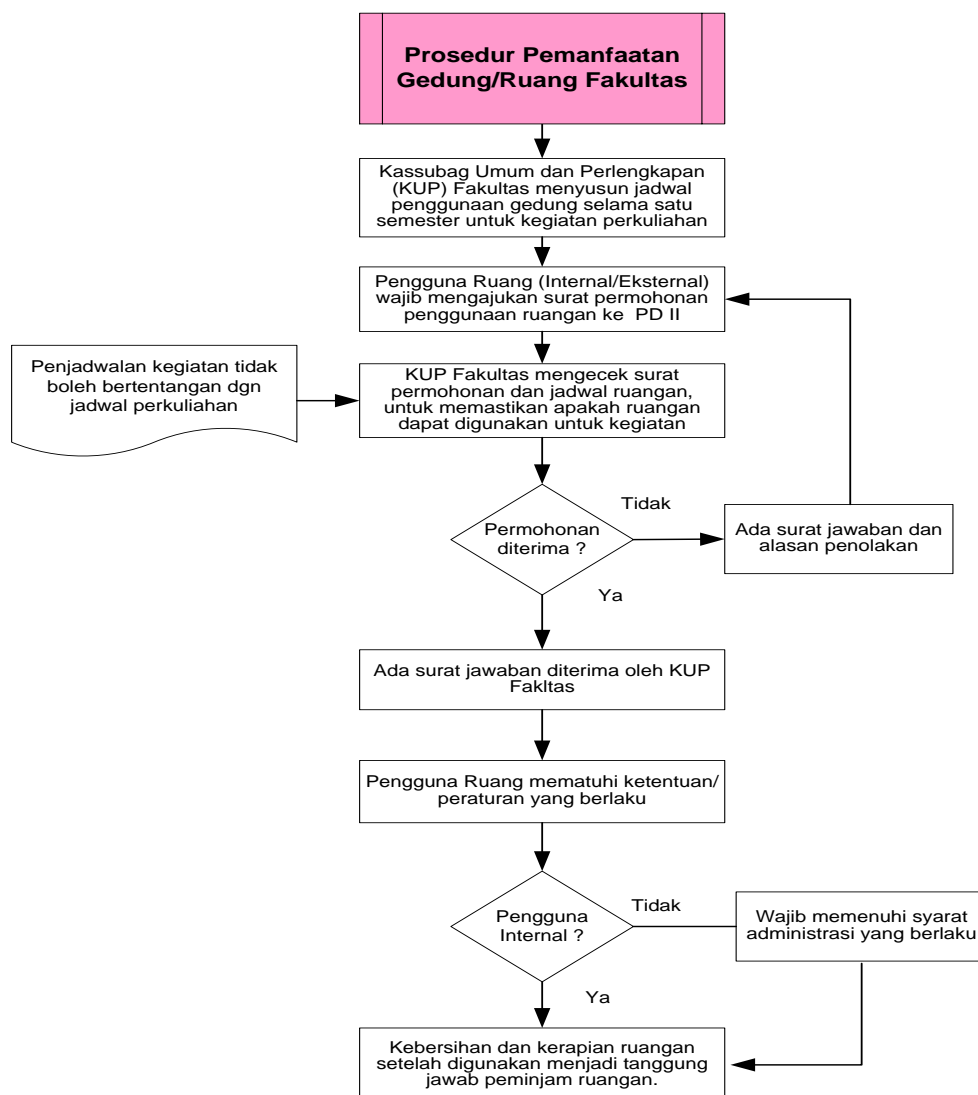 Prosedur Pemanfaatan
Gedung/Ruang Fakultas
Kassubag Umum dan Perlengkapan
(KUP) Fakultas menyusun jadwal
penggunaan gedung selama satu
semester untuk kegiatan perkuliahan
Pengguna Ruang (Internal/Eksternal)
wajib mengajukan surat permohonan
penggunaan ruangan ke PD II
Penjadwalan kegiatan tidak
boleh bertentangan dgn
jadwal perkuliahan
KUP Fakultas mengecek surat
permohonan dan jadwal ruangan,
untuk memastikan apakah ruangan
dapat digunakan untuk kegiatan
Permohonan
diterima ?
Tidak
Ada surat jawaban dan
alasan penolakan
Ya
Ada surat jawaban diterima oleh KUP
Fakltas
Pengguna Ruang mematuhi ketentuan/
peraturan yang berlaku
Pengguna
Internal ?
Tidak
Wajib memenuhi syarat
administrasi yang berlaku
Ya
Kebersihan dan kerapian ruangan
setelah digunakan menjadi tanggung
jawab peminjam ruangan.